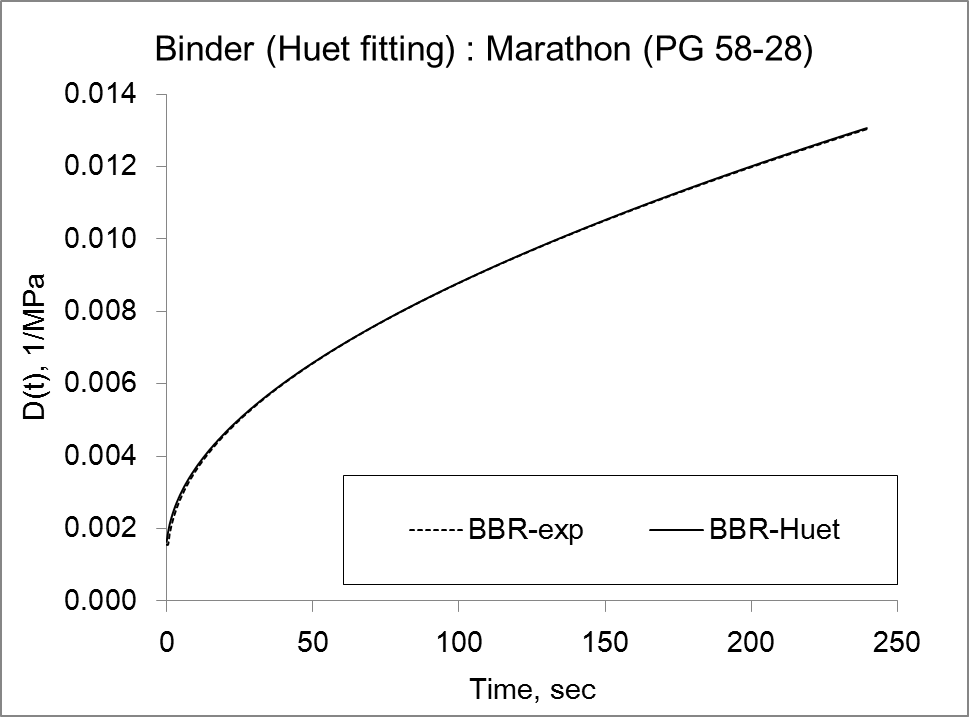 Binder (Huet fitting) : Marathon (PG 58-28)
0.014
0.012
0.010
0.008
0.006
0.004
0.002
0.000
D(t), 1/MPa
BBR-exp BBR-Huet
0 50 100 150 200 250
Time, sec